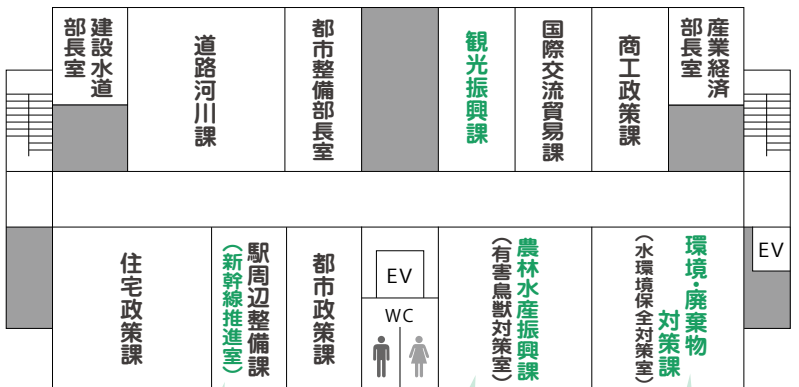 建設水道
部長室
道路河川課
都市整備部長室
観光振興課
国際交流貿易課
商工政策課
産業経済
部長室
住宅政策課
駅周辺整備課
（新幹線推進室）
都市政策課
EV
WC
農林水産振興課
（有害鳥獣対策室）
環境・廃棄物
対策課
（水環境保全対策室）
EV